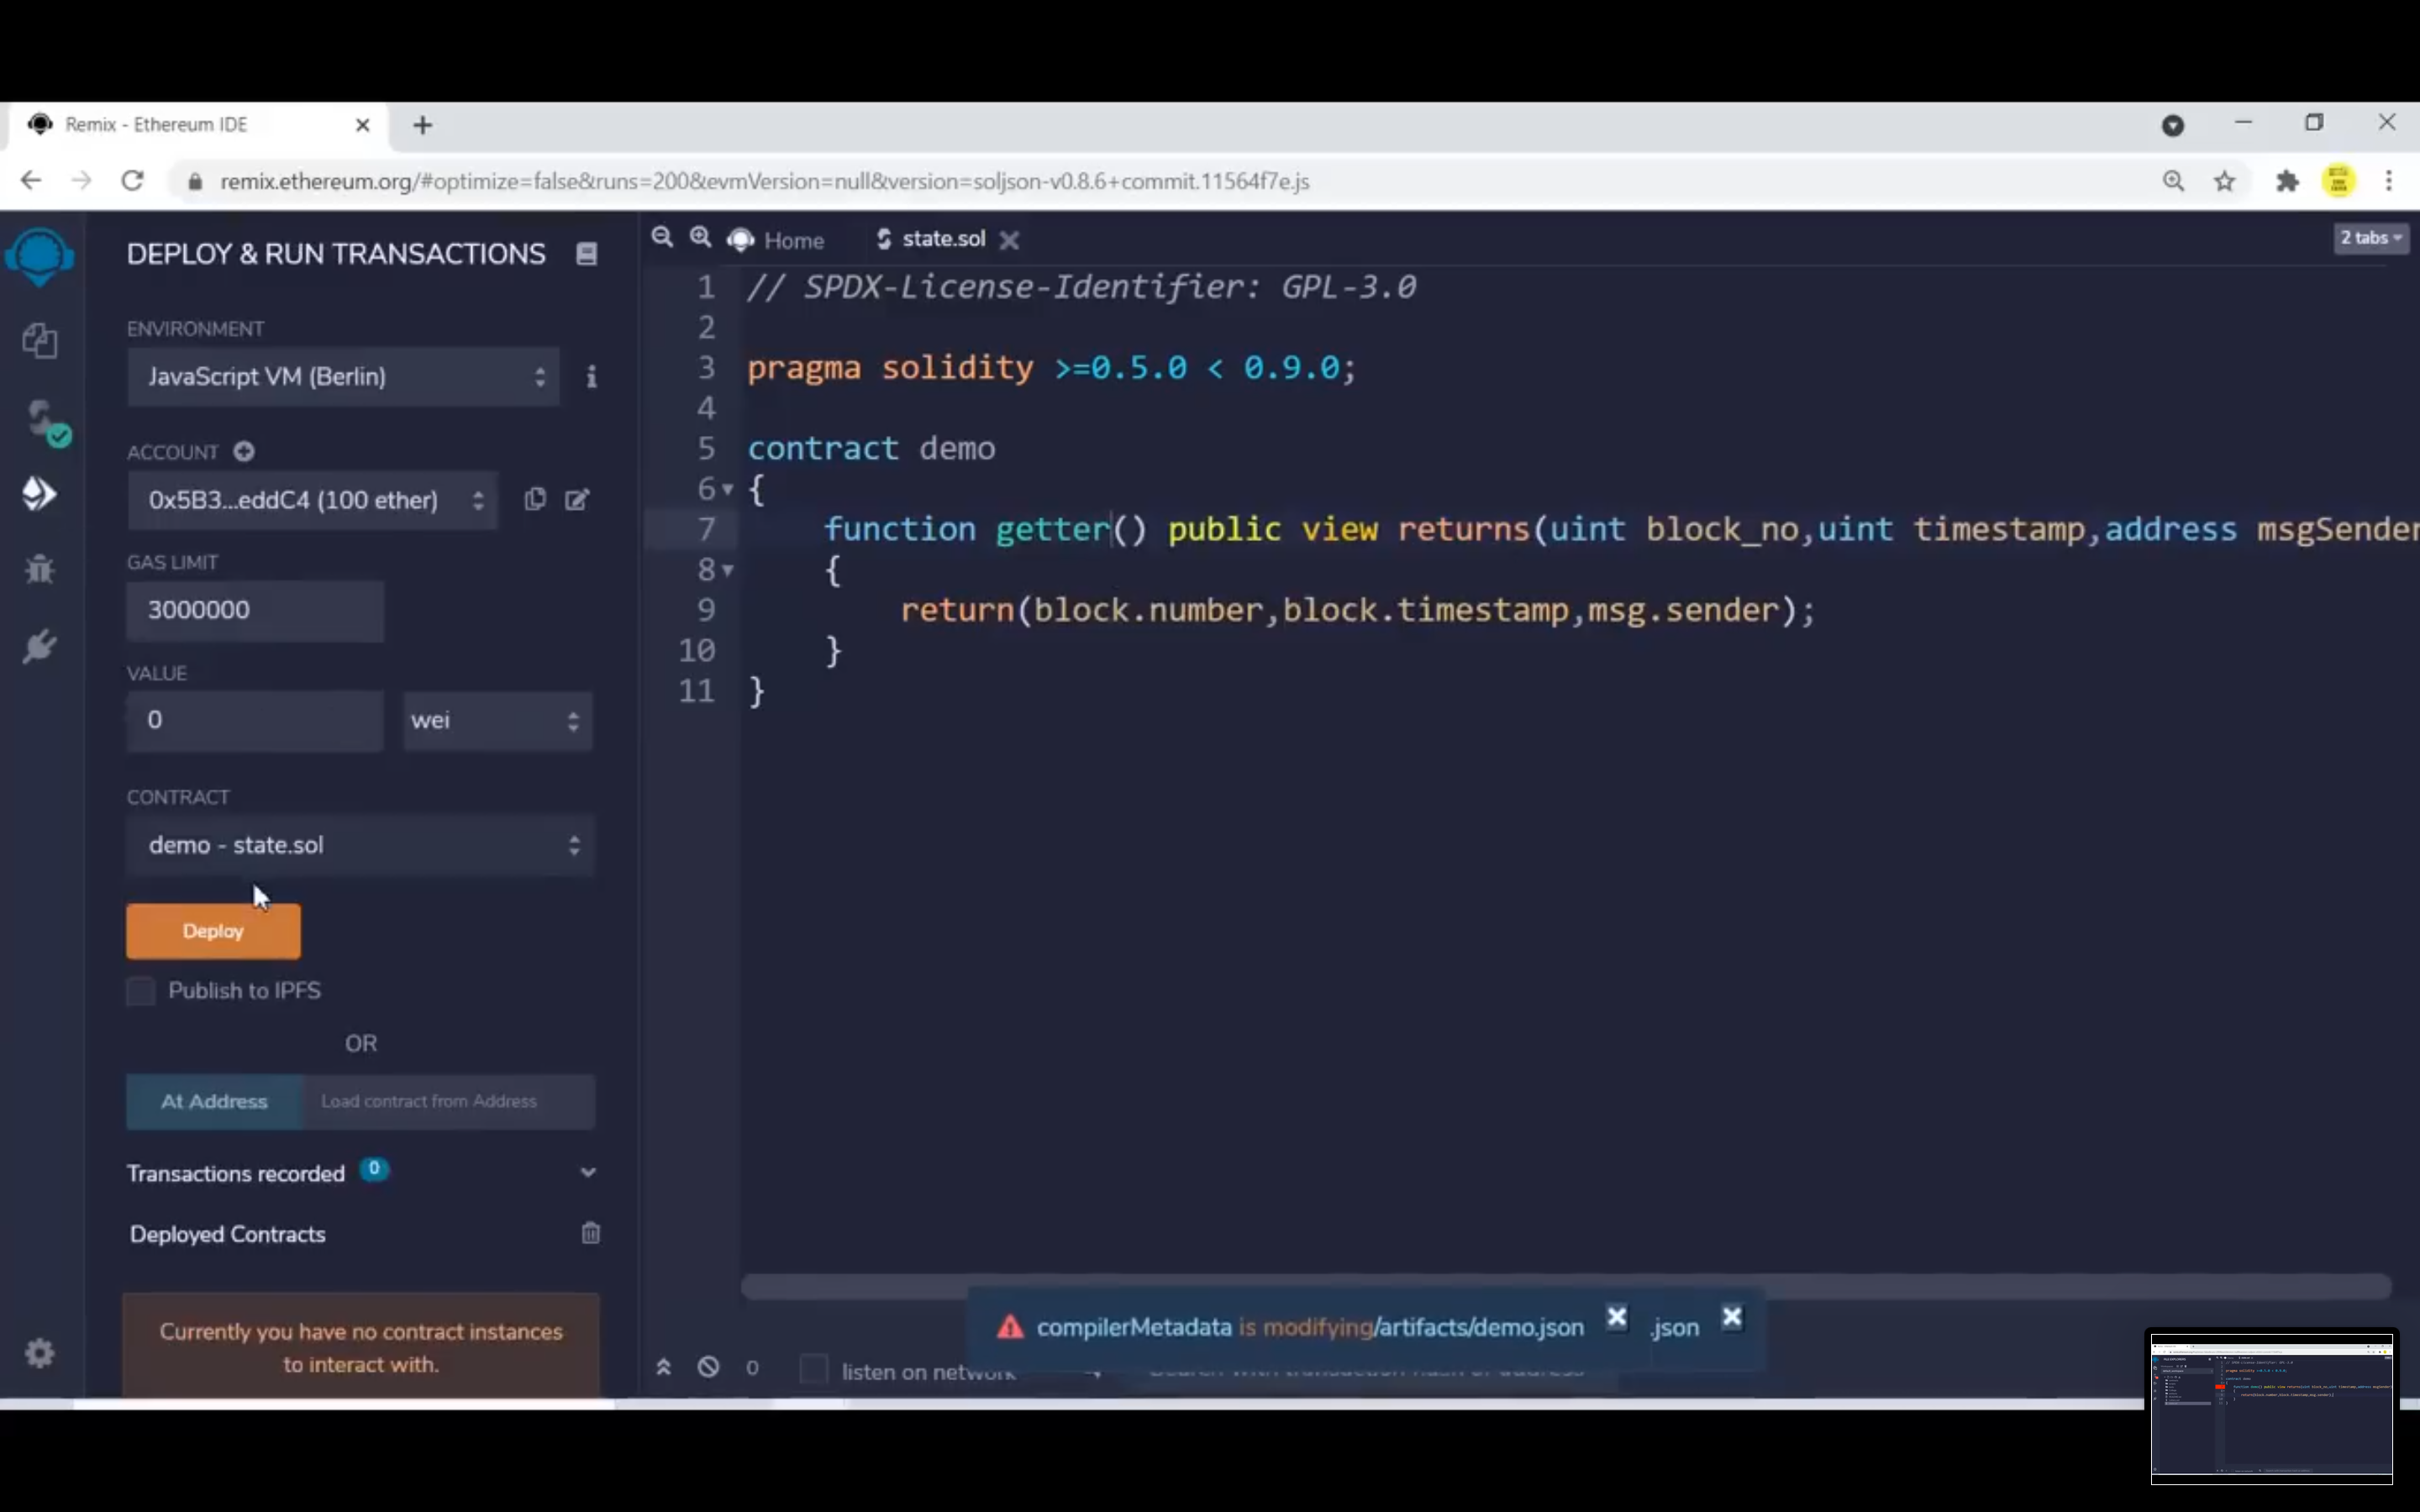 Remix - Ethereum IDE
remix.ethereum.org/#optimize=false&runs=200&evmVersion=null&version=soljson-v0.8.6+commit.11564f7e.js
DEPLOY & RUN TRANSACTIONS
ENVIRONMENT
JavaScript VM (Berlin)
ACCOUNT
0x5B3...eddC4 (100 ether)
GAS LIMIT
3000000
VALUE
0
wei
CONTRACT
demo - state.sol
Deploy
Publish to IPFS
OR
At Address
Load contract from Address
Transactions recorded 0
Deployed Contracts
Currently you have no contract instances
to interact with.
Home
state.sol
2 tabs
1 // SPDX-License-Identifier: GPL-3.0
2
3 pragma solidity >=0.5.0 < 0.9.0;
4
5 contract demo
6 {
7 function getter() public view returns(uint block_no,uint timestamp,address msgSender
8 {
9 return(block.number,block.timestamp,msg.sender);
10 }
11 }
compilerMetadata is modifying/artifacts/demo.json
.json
0
listen on network
Search with transaction hash or address